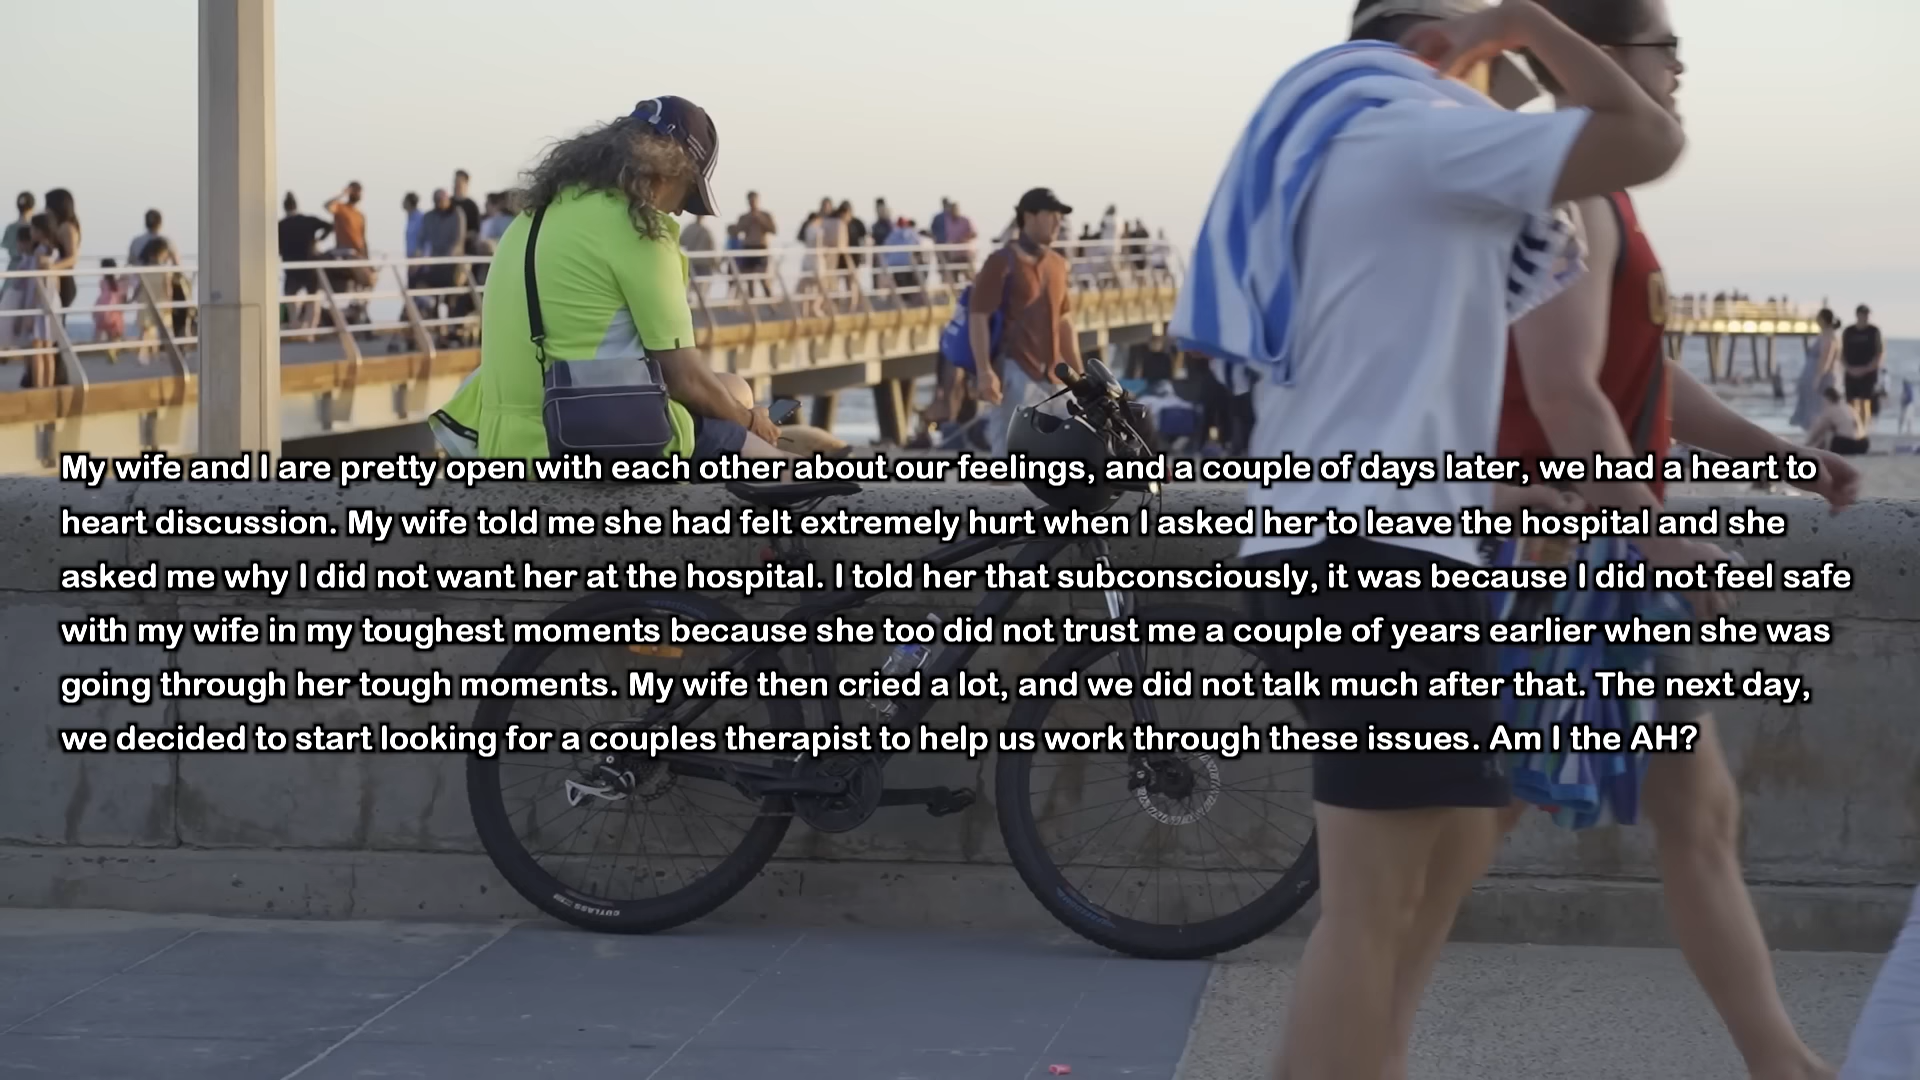 My wife and I are pretty open with each other about our feelings, and a couple of days later, we had a heart to
heart discussion. My wife told me she had felt extremely hurt when I asked her to leave the hospital and she
asked me why I did not want her at the hospital. I told her that subconsciously, it was because I did not feel safe
with my wife in my toughest moments because she too did not trust me a couple of years earlier when she was
going through her tough moments. My wife then cried a lot, and we did not talk much after that. The next day,
we decided to start looking for a couples therapist to help us work through these issues. Am I the AH?